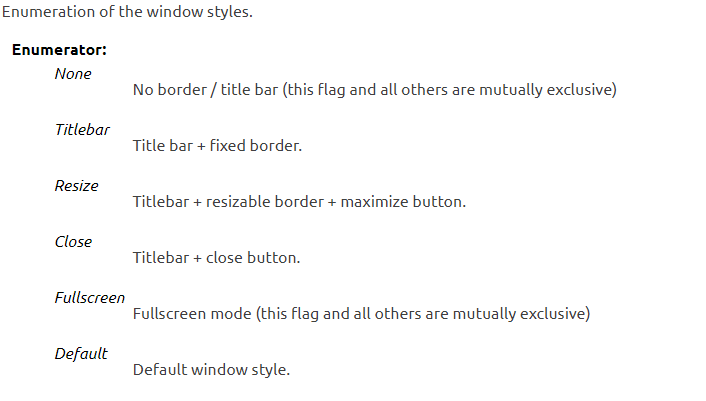 Enumeration of the window styles.
Enumerator:
None
No border / title bar (this flag and all others are mutually exclusive)
Titlebar
Title bar + fixed border.
Resize
Titlebar + resizable border + maximize button.
Close
Titlebar + close button.
Fullscreen
Fullscreen mode (this flag and all others are mutually exclusive)
Default
Default window style.